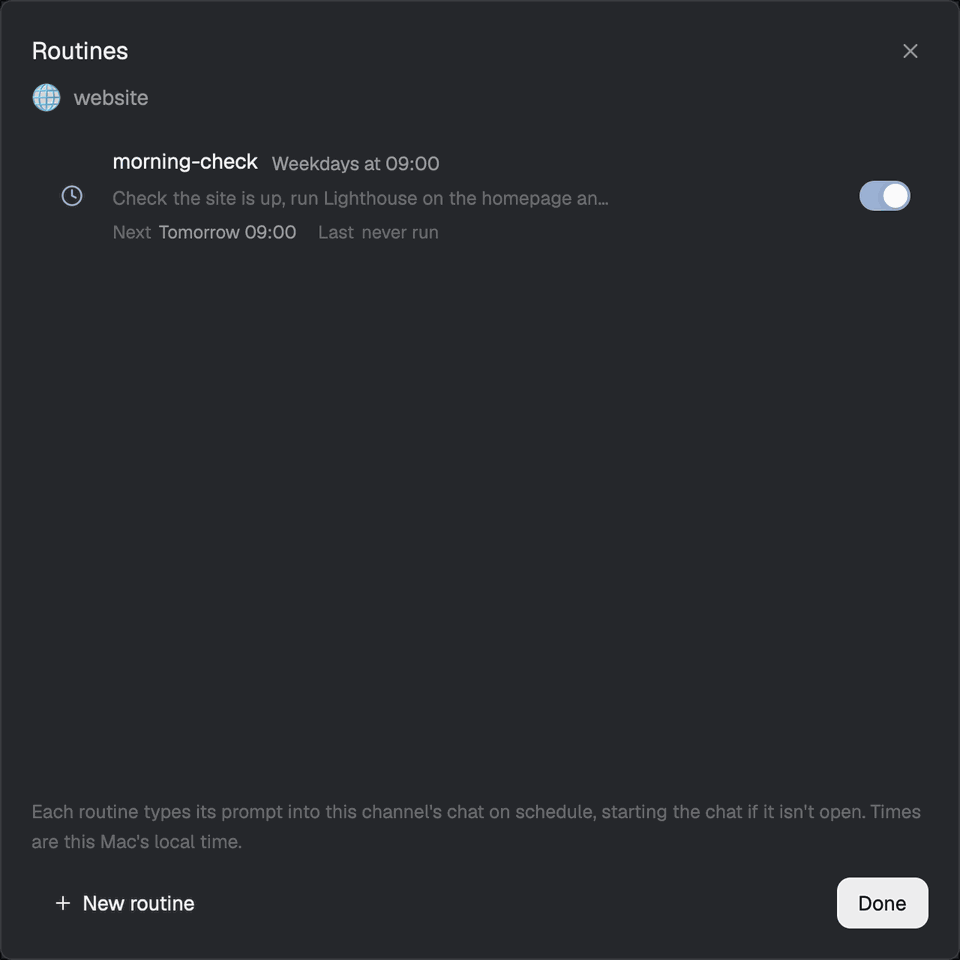 Routines
website
morning-check Weekdays at 09:00
Check the site is up, run Lighthouse on the homepage an...
Next Tomorrow 09:00 Last never run
Each routine types its prompt into this channel's chat on schedule, starting the chat if it isn't open. Times
are this Mac's local time.
+ New routine
Done